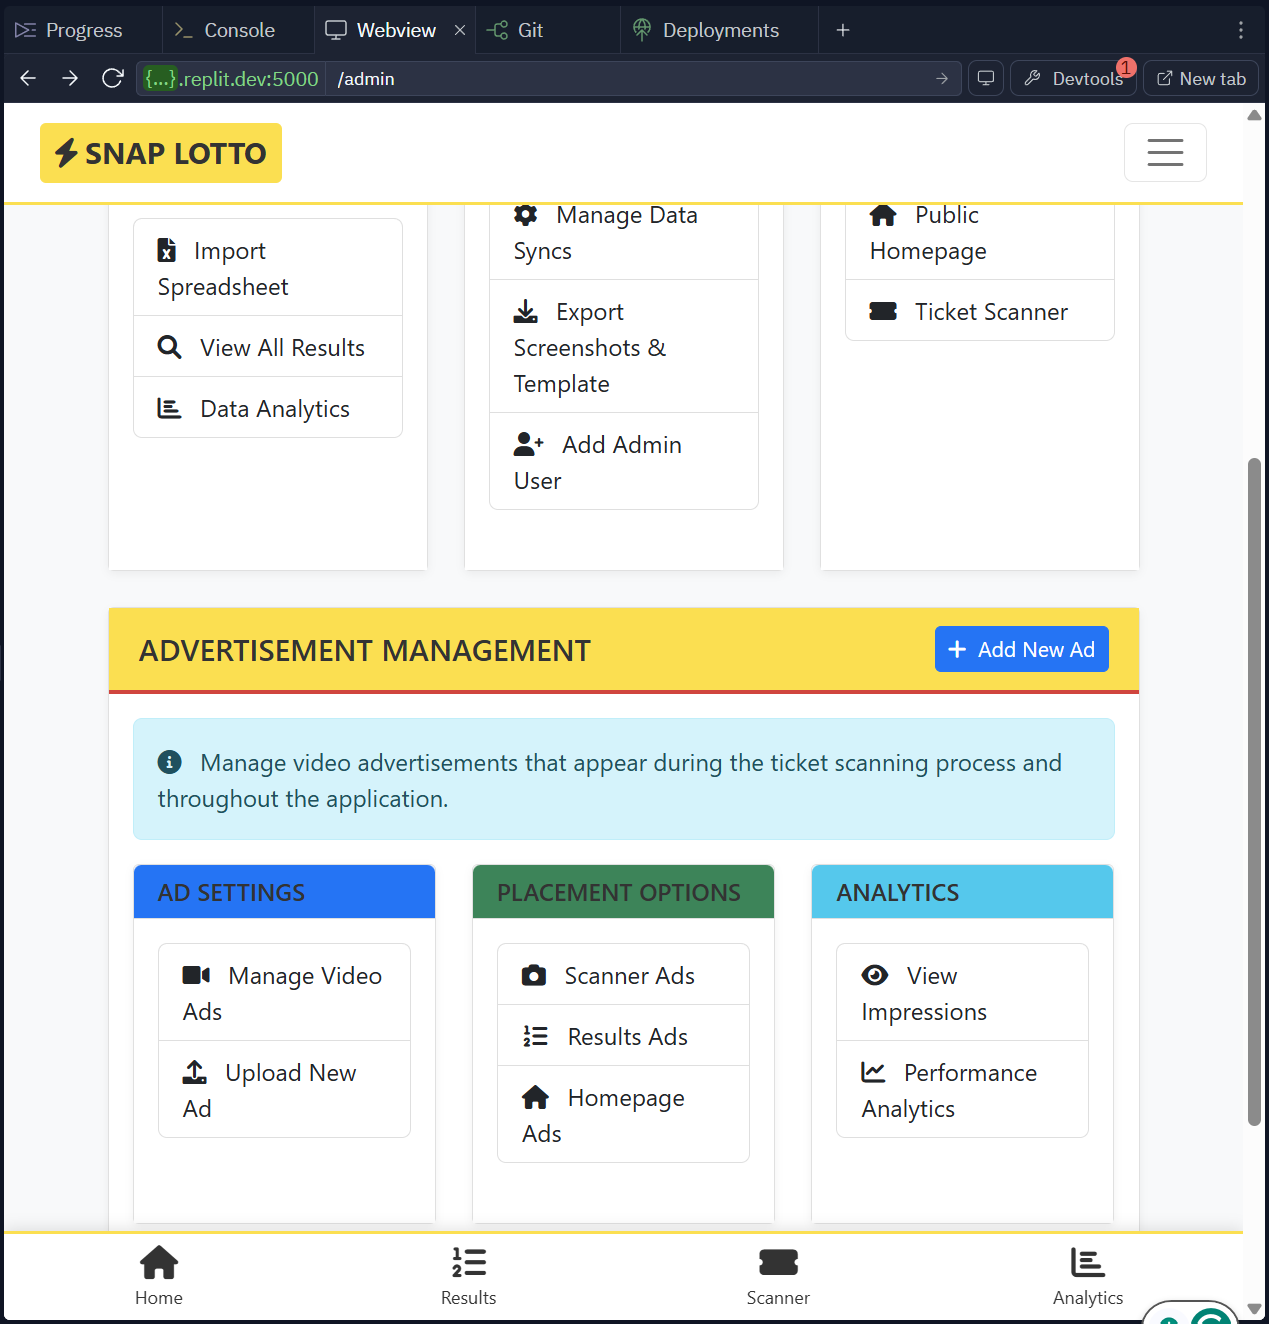 Progress
Console
Webview
Git
Deployments
{...}.replit.dev:5000
/admin
Devtools
1
New tab
SNAP LOTTO
Import
Spreadsheet
View All Results
Data Analytics
Manage Data
Syncs
Export
Screenshots &
Template
Add Admin
User
Public
Homepage
Ticket Scanner
ADVERTISEMENT MANAGEMENT
Add New Ad
Manage video advertisements that appear during the ticket scanning process and
throughout the application.
AD SETTINGS
Manage Video
Ads
Upload New
Ad
PLACEMENT OPTIONS
Scanner Ads
Results Ads
Homepage
Ads
ANALYTICS
View
Impressions
Performance
Analytics
Home
Results
Scanner
Analytics